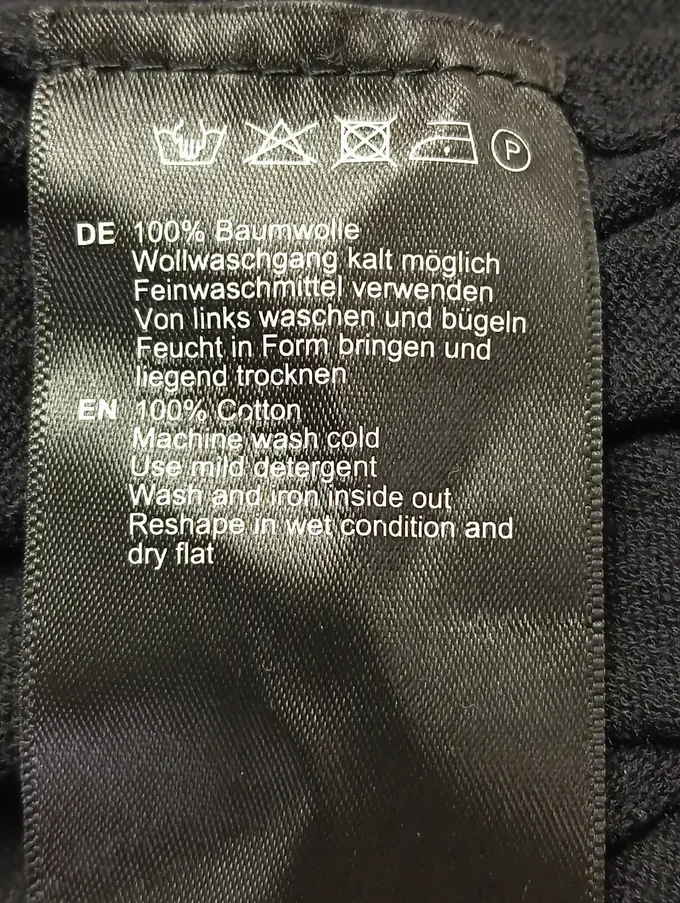 P
DE 100% Baumwolle
Wollwaschgang kalt möglich
Feinwaschmittel verwenden
Von links waschen und bügeln
Feucht in Form bringen und
liegend trocknen
EN 100% Cotton
Machine wash cold
Use mild detergent
Wash and iron inside out
Reshape in wet condition and
dry flat